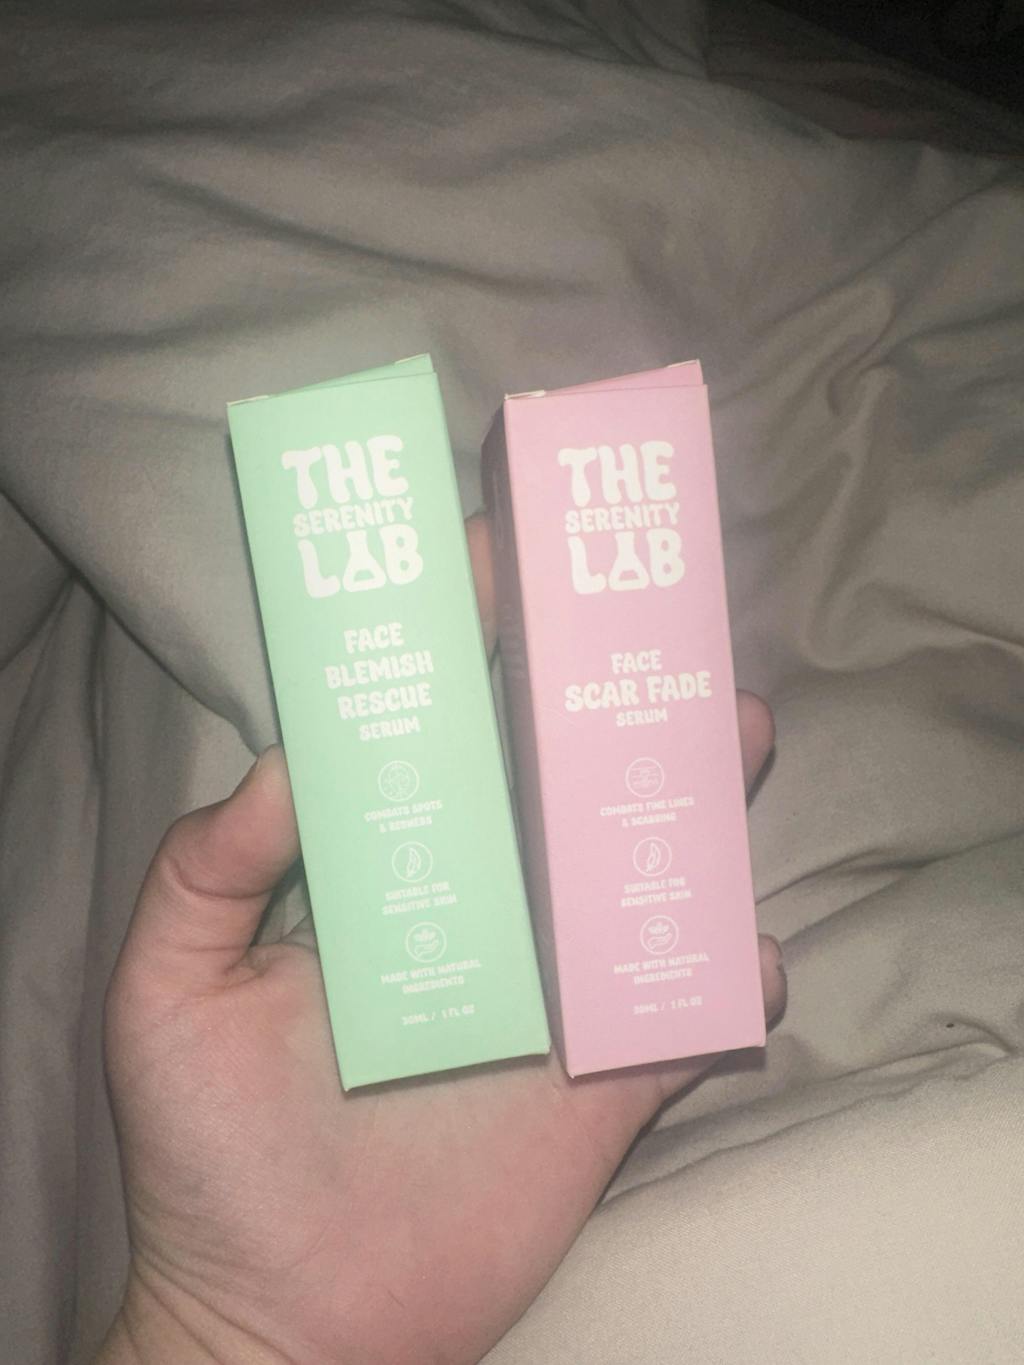 THE
SERENITY
LAB
FACE
BLEMISH
RESCUE
SERUM
COMBATS SPOTS
& REDNESS
SUITABLE FOR
SENSITIVE SKIN
MADE WITH NATURAL
INGREDIENTS
30ML / 1 FL OZ
THE
SERENITY
LAB
FACE
SCAR FADE
SERUM
COMBATS FINE LINES
& SCARRING
SUITABLE FOR
SENSITIVE SKIN
MADE WITH NATURAL
INGREDIENTS
30ML / 1 FL OZ